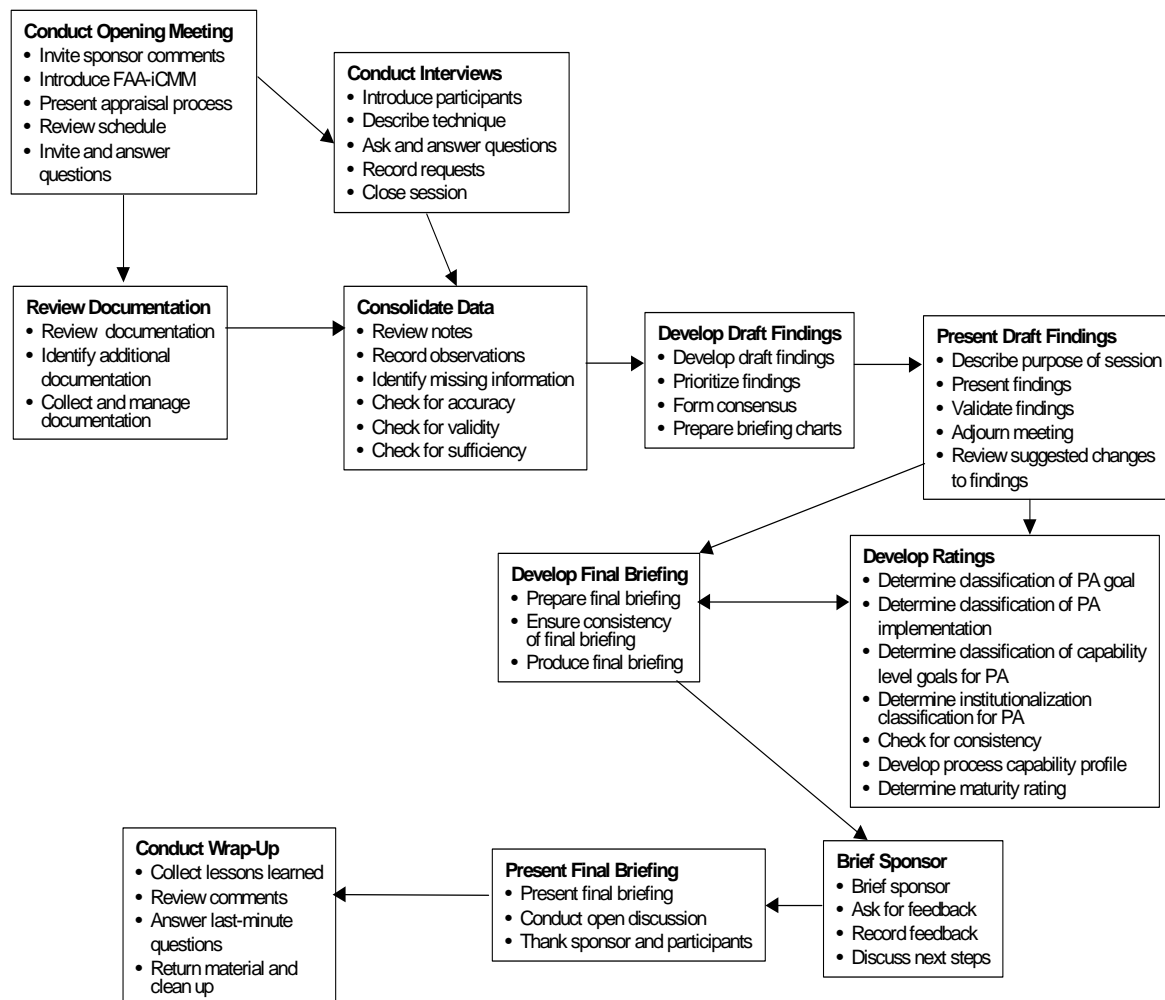 Conduct Opening Meeting
• Invite sponsor comments
• Introduce FAA-iCMM
• Present appraisal process
• Review schedule
• Invite and answer
questions
Conduct Interviews
• Introduce participants
• Describe technique
• Ask and answer questions
• Record requests
• Close session
Review Documentation
• Review documentation
• Identify additional
documentation
• Collect and manage
documentation
Consolidate Data
• Review notes
• Record observations
• Identify missing information
• Check for accuracy
• Check for validity
• Check for sufficiency
Develop Draft Findings
• Develop draft findings
• Prioritize findings
• Form consensus
• Prepare briefing charts
Present Draft Findings
• Describe purpose of session
• Present findings
• Validate findings
• Adjourn meeting
• Review suggested changes
to findings
Develop Final Briefing
• Prepare final briefing
• Ensure consistency
of final briefing
• Produce final briefing
Develop Ratings
• Determine classification of PA goal
• Determine classification of PA
implementation
• Determine classification of capability
level goals for PA
• Determine institutionalization
classification for PA
• Check for consistency
• Develop process capability profile
• Determine maturity rating
Conduct Wrap-Up
• Collect lessons learned
• Review comments
• Answer last-minute
questions
• Return material and
clean up
Present Final Briefing
• Present final briefing
• Conduct open discussion
• Thank sponsor and participants
Brief Sponsor
• Brief sponsor
• Ask for feedback
• Record feedback
• Discuss next steps